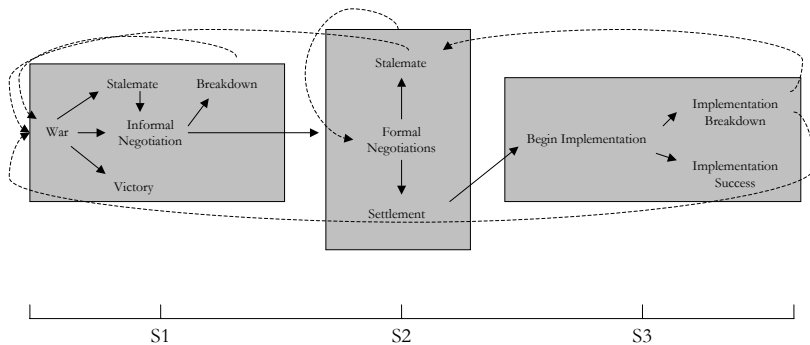 Stalemate
Breakdown
War
Informal
Negotiation
Victory
Stalemate
Formal
Negotiations
Settlement
Begin Implementation
Implementation
Breakdown
Implementation
Success
S1
S2
S3